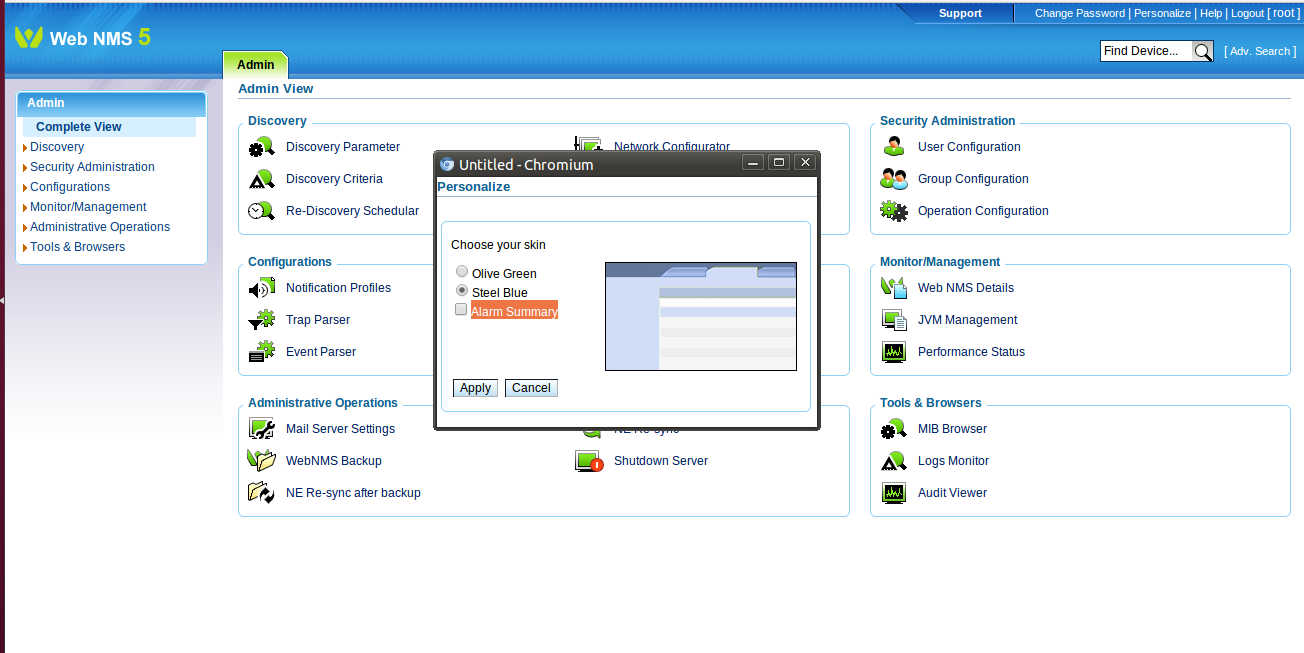 Support
Change Password | Personalize | Help | Logout [ root ]
Web NMS 5
Find Device...
[ Adv. Search ]
Admin
Admin View
Admin
Complete View
Discovery
Security Administration
Configurations
Monitor/Management
Administrative Operations
Tools & Browsers
Discovery
Discovery Parameter
Network Configurator
Discovery Criteria
Re-Discovery Schedular
Security Administration
User Configuration
Group Configuration
Operation Configuration
Untitled - Chromium
Personalize
Choose your skin
Olive Green
Steel Blue
Alarm Summary
Apply
Cancel
Configurations
Notification Profiles
Trap Parser
Event Parser
Monitor/Management
Web NMS Details
JVM Management
Performance Status
Administrative Operations
Mail Server Settings
NE Re-sync
WebNMS Backup
Shutdown Server
NE Re-sync after backup
Tools & Browsers
MIB Browser
Logs Monitor
Audit Viewer